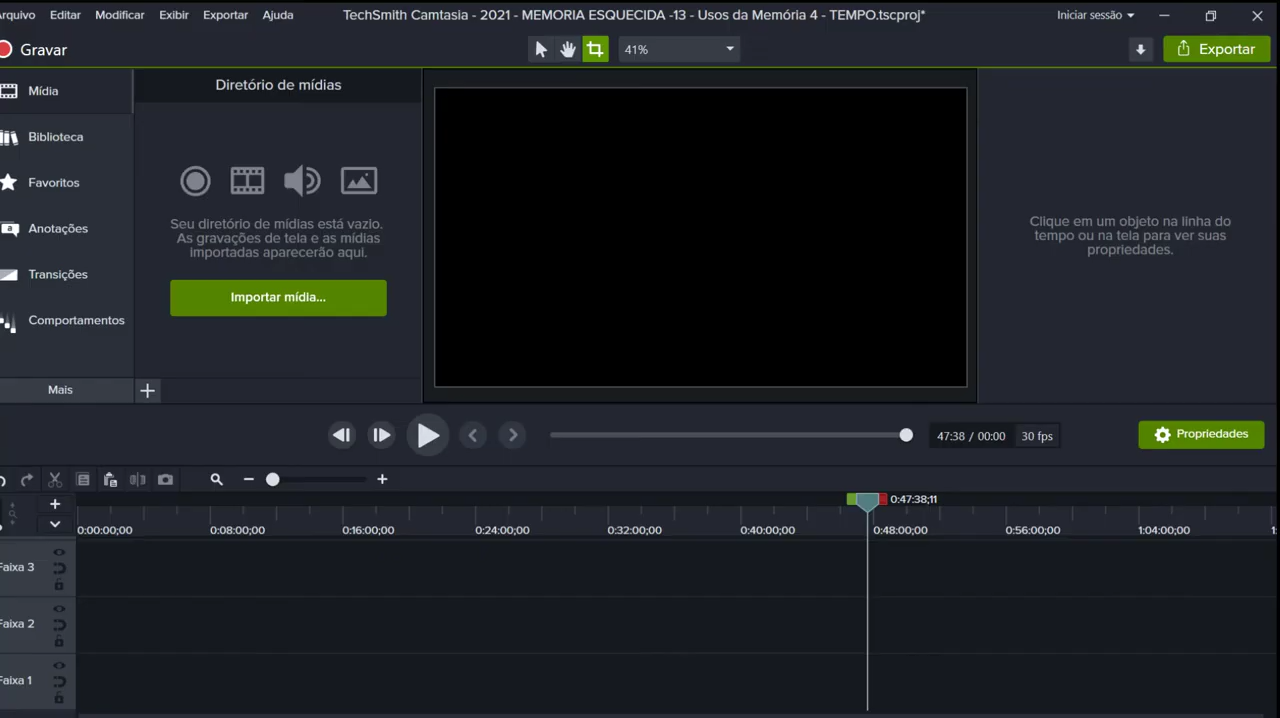 Arquivo Editar Modificar Exibir Exportar Ajuda TechSmith Camtasia - 2021 - MEMORIA ESQUECIDA -13 - Usos da Memória 4 - TEMPO.tscproj* Iniciar sessão
Gravar 41% Exportar
Mídia
Biblioteca
Favoritos
Anotações
Transições
Comportamentos
Mais
Diretório de mídias
Seu diretório de mídias está vazio.
As gravações de tela e as mídias
importadas aparecerão aqui.
Importar mídia...
Clique em um objeto na linha do
tempo ou na tela para ver suas
propriedades.
47:38 / 00:00 30 fps Propriedades
0:47:38;11
0:00:00;00 0:08:00;00 0:16:00;00 0:24:00;00 0:32:00;00 0:40:00;00 0:48:00;00 0:56:00;00 1:04:00;00
Faixa 3
Faixa 2
Faixa 1